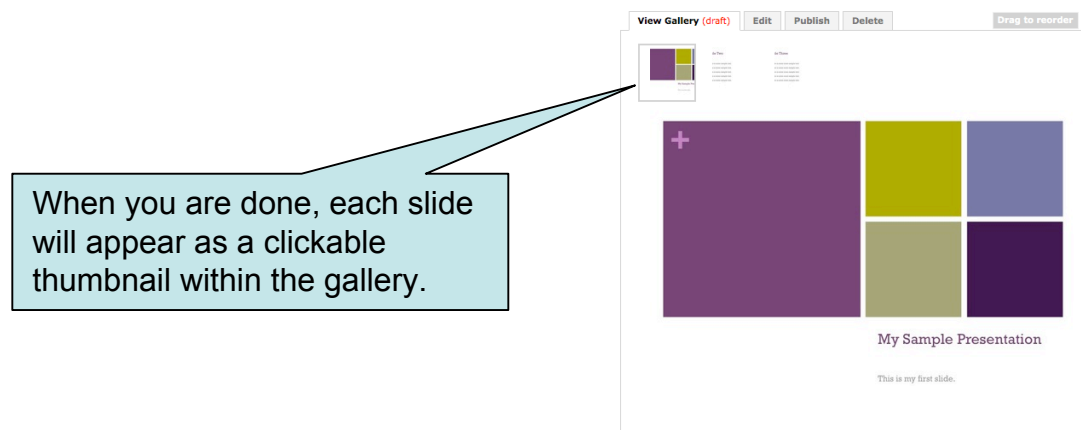 View Gallery (draft) Edit Publish Delete Drag to reorder
When you are done, each slide
will appear as a clickable
thumbnail within the gallery.
My Sample Presentation
This is my first slide.